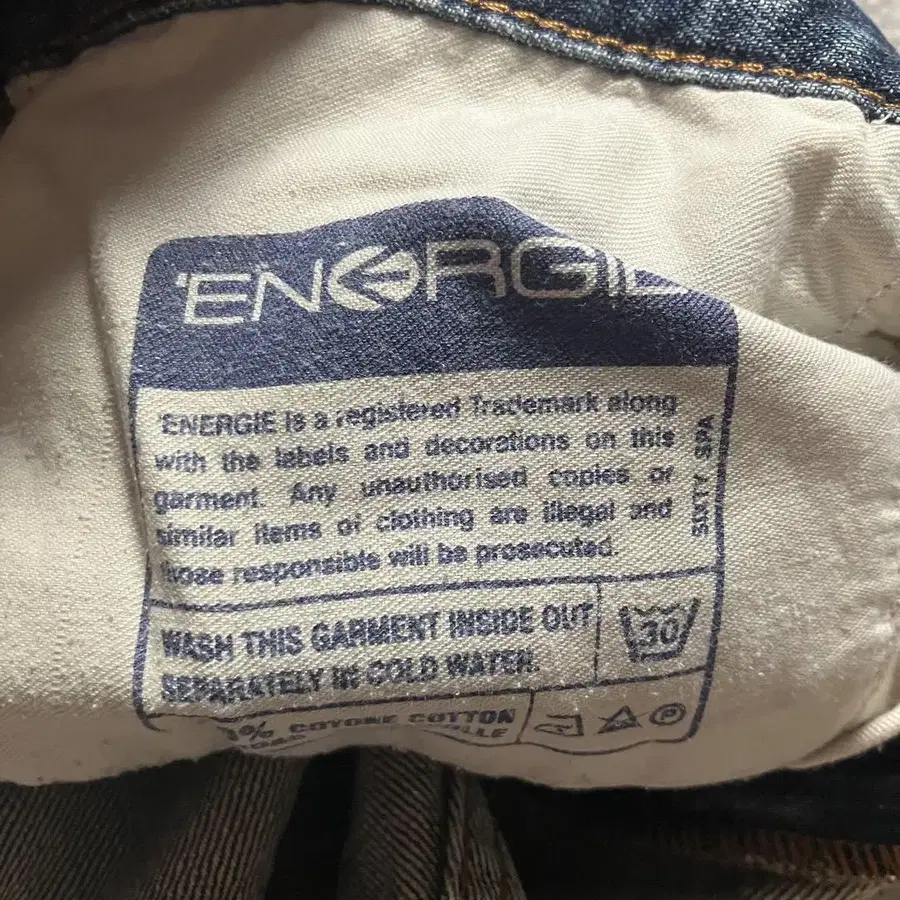 'ENERGIE
'ENERGIE is a registered Trademark along
with the labels and decorations on this
garment. Any unauthorised copies or
similar items of clothing are illegal and
those responsible will be prosecuted.
SIXTY SPA
WASH THIS GARMENT INSIDE OUT
SEPARATELY IN COLD WATER.
30
% COTONE COTTON
P